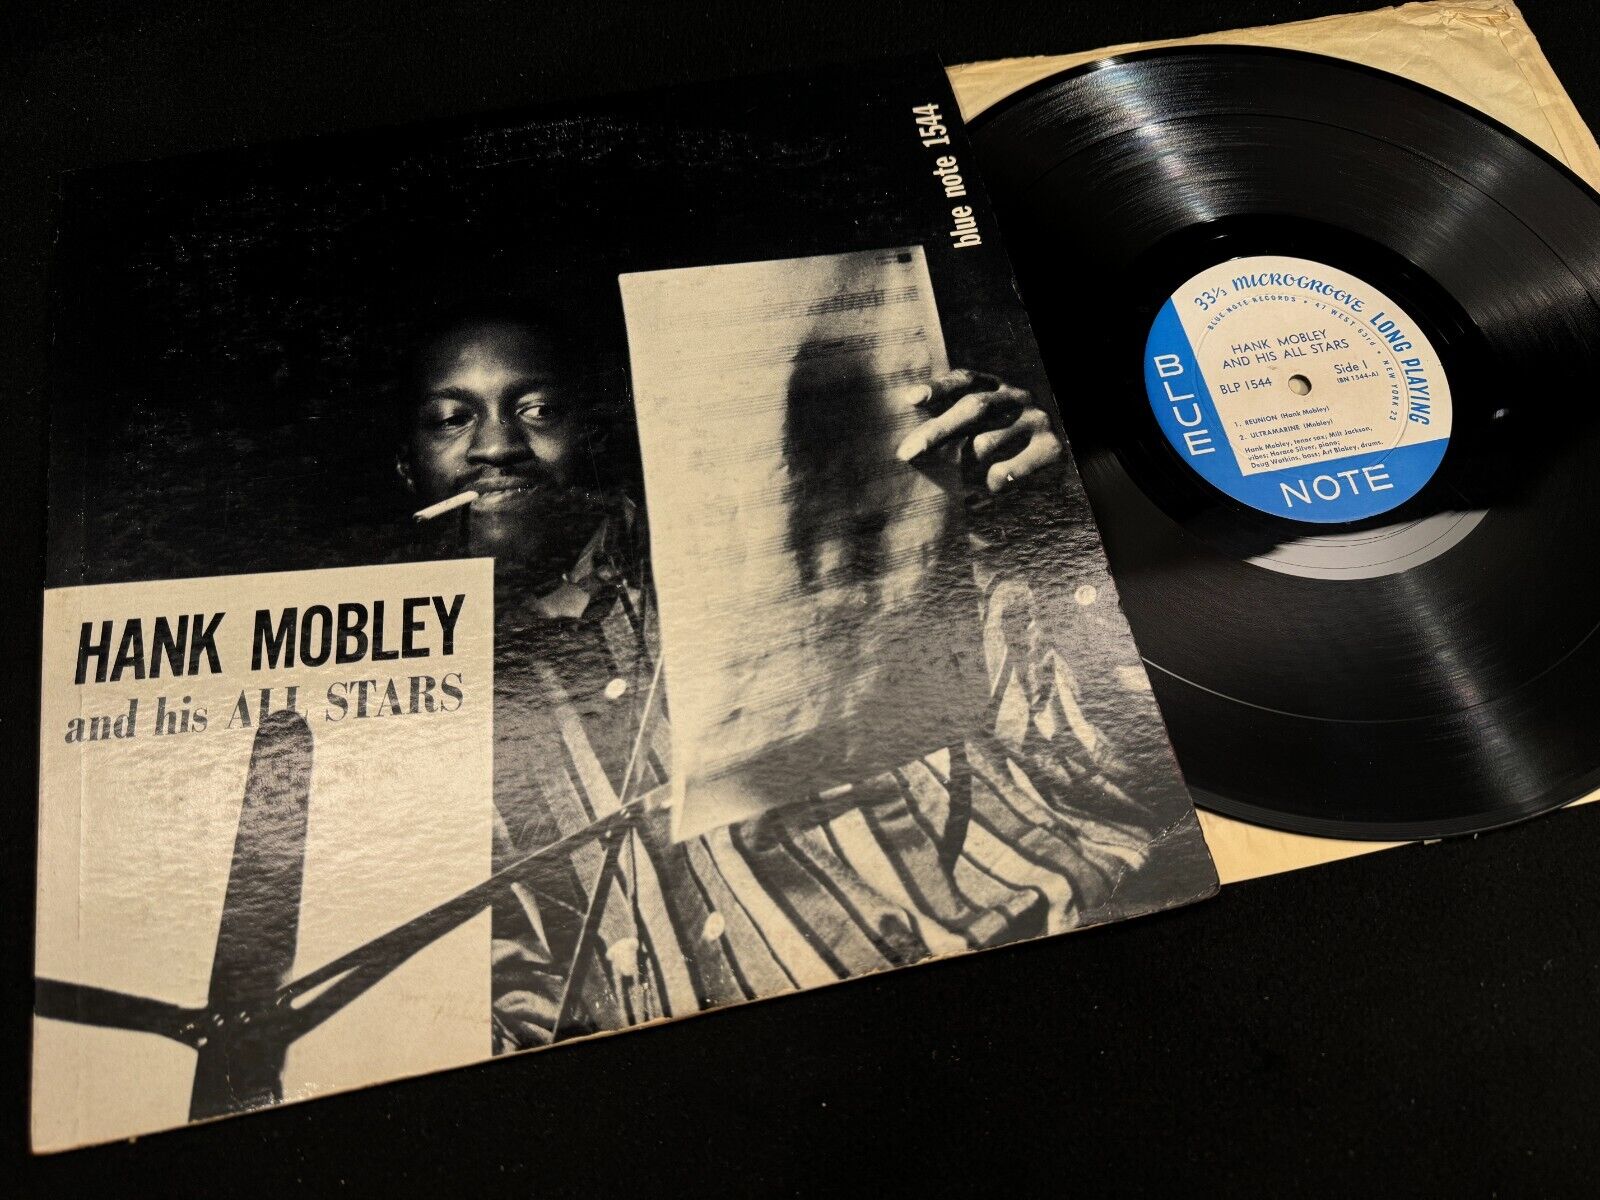 blue note 1544
HANK MOBLEY
and his ALL STARS
33⅓ MICROGROOVE LONG PLAYING
BLUE NOTE RECORDS • 47 WEST 63rd • NEW YORK 23
HANK MOBLEY
AND HIS ALL STARS
BLP 1544
Side 1
(BN 1544-A)
1. REUNION (Hank Mobley)
2. ULTRAMARINE (Mobley)
Hank Mobley, tenor sax; Milt Jackson,
vibes; Horace Silver, piano;
Doug Watkins, bass; Art Blakey, drums.
BLUE
NOTE